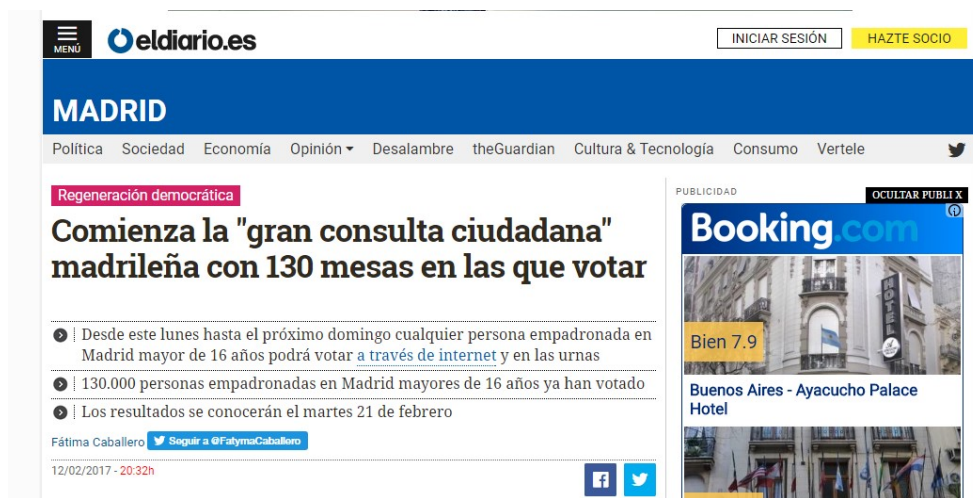 MENÚ
eldiario.es
INICIAR SESIÓN
HAZTE SOCIO
MADRID
Política Sociedad Economía Opinión Desalambre theGuardian Cultura & Tecnología Consumo Vertele
Regeneración democrática
Comienza la "gran consulta ciudadana"
madrileña con 130 mesas en las que votar
Desde este lunes hasta el próximo domingo cualquier persona empadronada en
Madrid mayor de 16 años podrá votar a través de internet y en las urnas
130.000 personas empadronadas en Madrid mayores de 16 años ya han votado
Los resultados se conocerán el martes 21 de febrero
Fátima Caballero Seguir a @FatymaCaballero
12/02/2017 - 20:32h
PUBLICIDAD
OCULTAR PUBLI X
Booking.com
HOTEL
Bien 7.9
Buenos Aires - Ayacucho Palace
Hotel